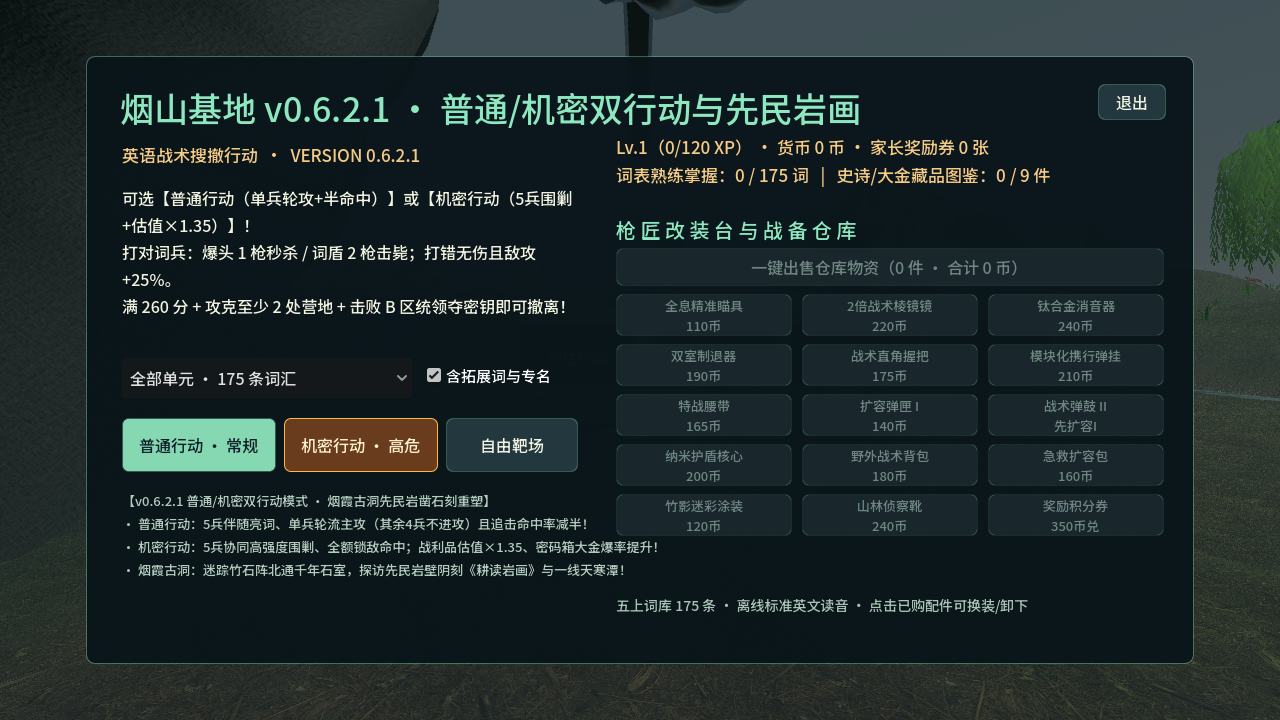 烟山基地 v0.6.2.1 · 普通/机密双行动与先民岩画
退出
英语战术搜撤行动 · VERSION 0.6.2.1
可选【普通行动（单兵轮攻+半命中）】或【机密行动（5兵围剿
+估值×1.35）】！
打对词兵：爆头 1 枪秒杀 / 词盾 2 枪击毙；打错无伤且敌攻
+25%。
满 260 分 + 攻克至少 2 处营地 + 击败 B 区统领夺密钥即可撤离！
全部单元 · 175 条词汇
含拓展词与专名
普通行动 · 常规
机密行动 · 高危
自由靶场
【v0.6.2.1 普通/机密双行动模式 · 烟霞古洞先民岩凿石刻重塑】
· 普通行动：5兵伴随亮词、单兵轮流主攻（其余4兵不进攻）且追击命中率减半！
· 机密行动：5兵协同高强度围剿、全额锁敌命中；战利品估值×1.35、密码箱大金爆率提升！
· 烟霞古洞：迷踪竹石阵北通千年石室，探访先民岩壁阴刻《耕读岩画》与一线天寒潭！
Lv.1（0/120 XP） · 货币 0 币 · 家长奖励券 0 张
词表熟练掌握：0 / 175 词 ｜ 史诗/大金藏品图鉴：0 / 9 件
枪匠改装台与战备仓库
一键出售仓库物资（0 件 · 合计 0 币）
全息精准瞄具
110币
2倍战术棱镜镜
220币
钛合金消音器
240币
双室制退器
190币
战术直角握把
175币
模块化携行弹挂
210币
特战腰带
165币
扩容弹匣 I
140币
战术弹鼓 II
先扩容I
纳米护盾核心
200币
野外战术背包
180币
急救扩容包
160币
竹影迷彩涂装
120币
山林侦察靴
240币
奖励积分券
350币兑
五上词库 175 条 · 离线标准英文读音 · 点击已购配件可换装/卸下